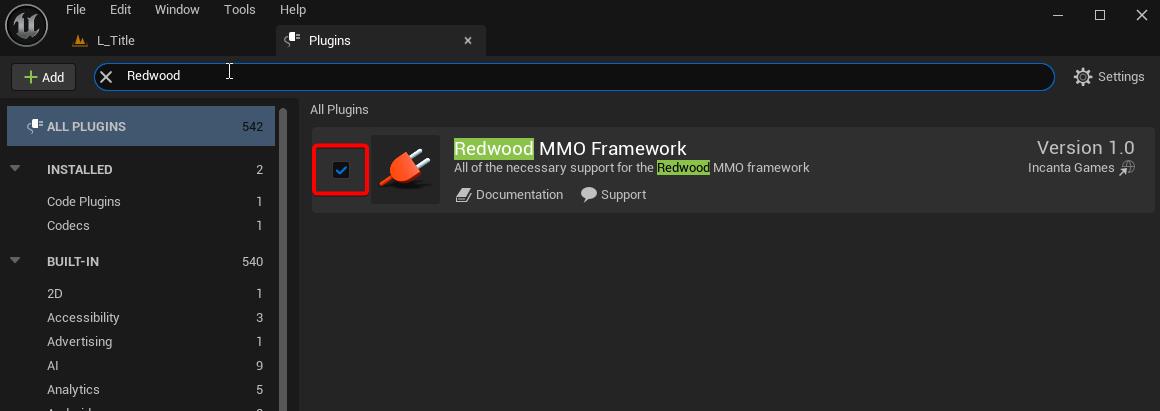 File Edit Window Tools Help
L_Title
Plugins
Add
Redwood
Settings
ALL PLUGINS 542
INSTALLED 2
Code Plugins 1
Codecs 1
BUILT-IN 540
2D 1
Accessibility 3
Advertising 1
AI 9
Analytics 5
All Plugins
Redwood MMO Framework
Version 1.0
All of the necessary support for the Redwood MMO framework
Incanta Games
Documentation Support